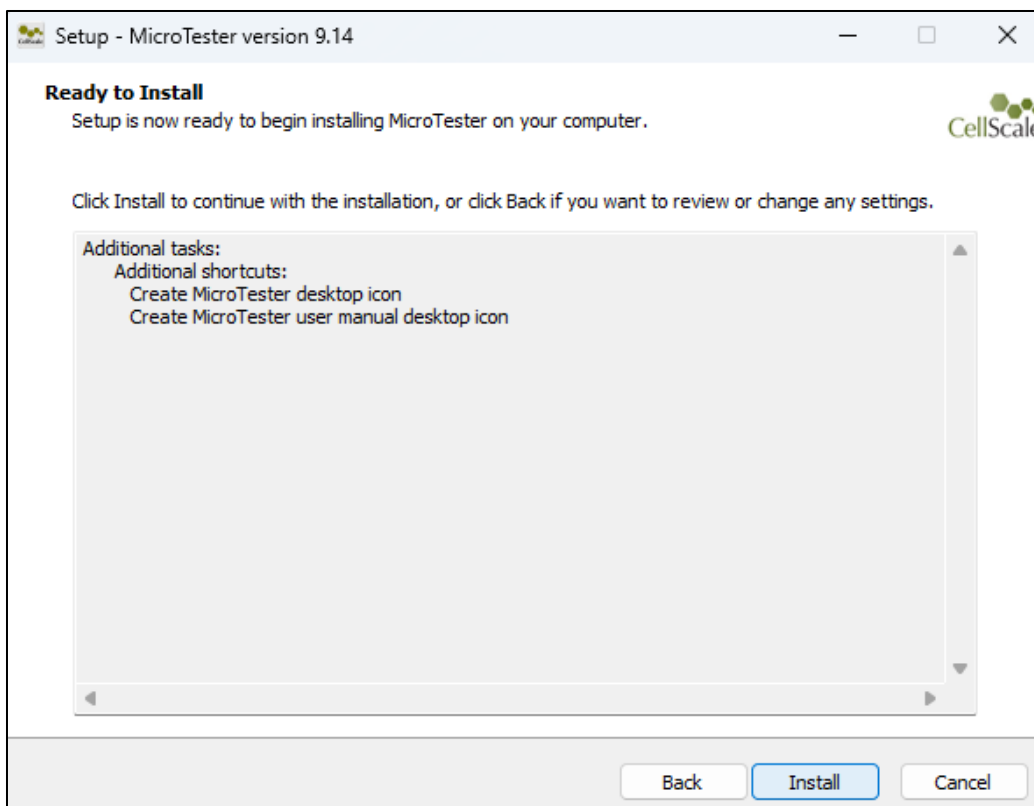 Setup - MicroTester version 9.14
Ready to Install
Setup is now ready to begin installing MicroTester on your computer.
CellScale
Click Install to continue with the installation, or click Back if you want to review or change any settings.
Additional tasks:
Additional shortcuts:
Create MicroTester desktop icon
Create MicroTester user manual desktop icon
Back
Install
Cancel